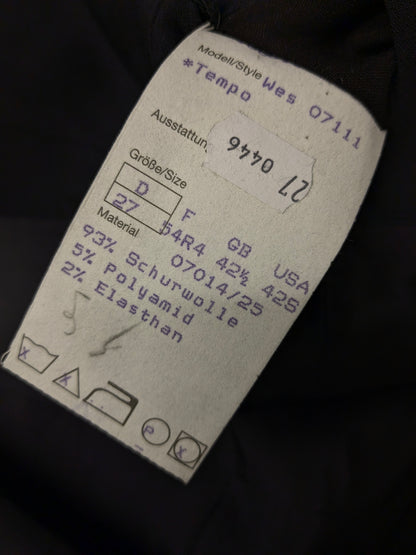 Modell/Style Wes 07111
*Tempo
Ausstattung
27 0446
Größe/Size
D F GB USA
27 54R4 42½ 42S
Material 07014/25
93% Schurwolle
5% Polyamid
2% Elasthan
P